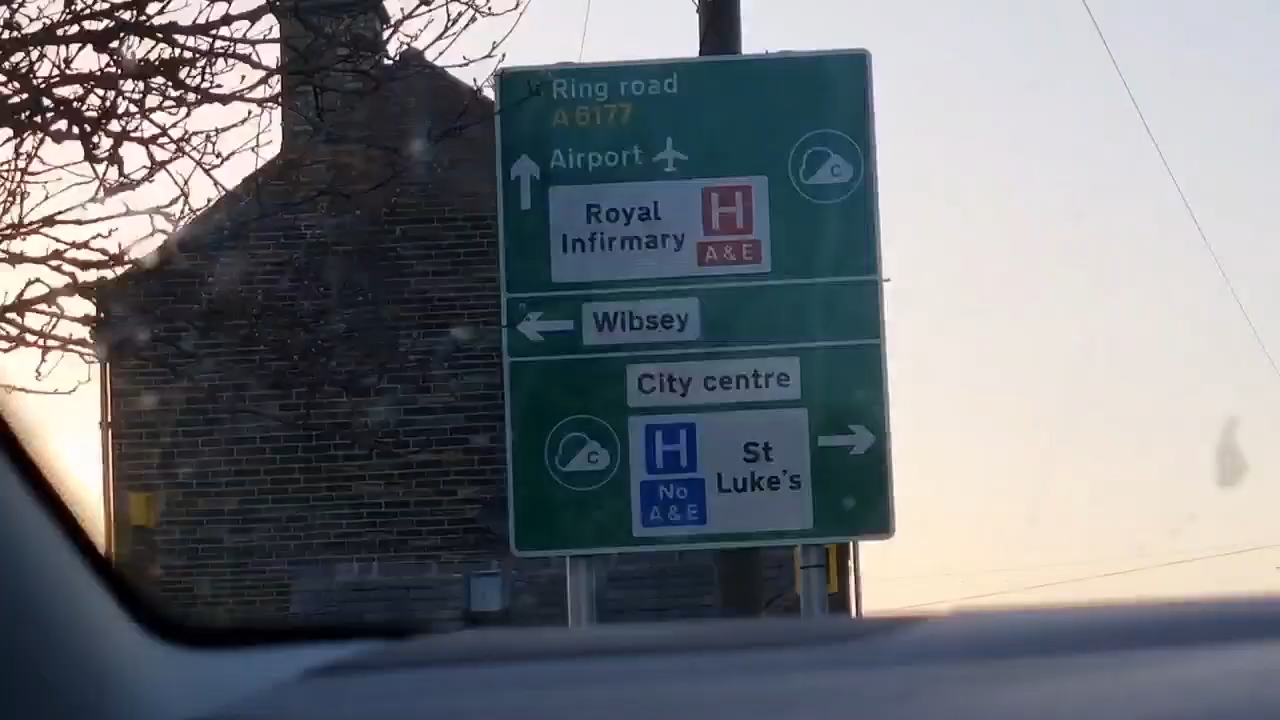 Ring road
A6177
Airport
Royal
Infirmary
H
A & E
Wibsey
City centre
C
C
H
No
A & E
St
Luke's